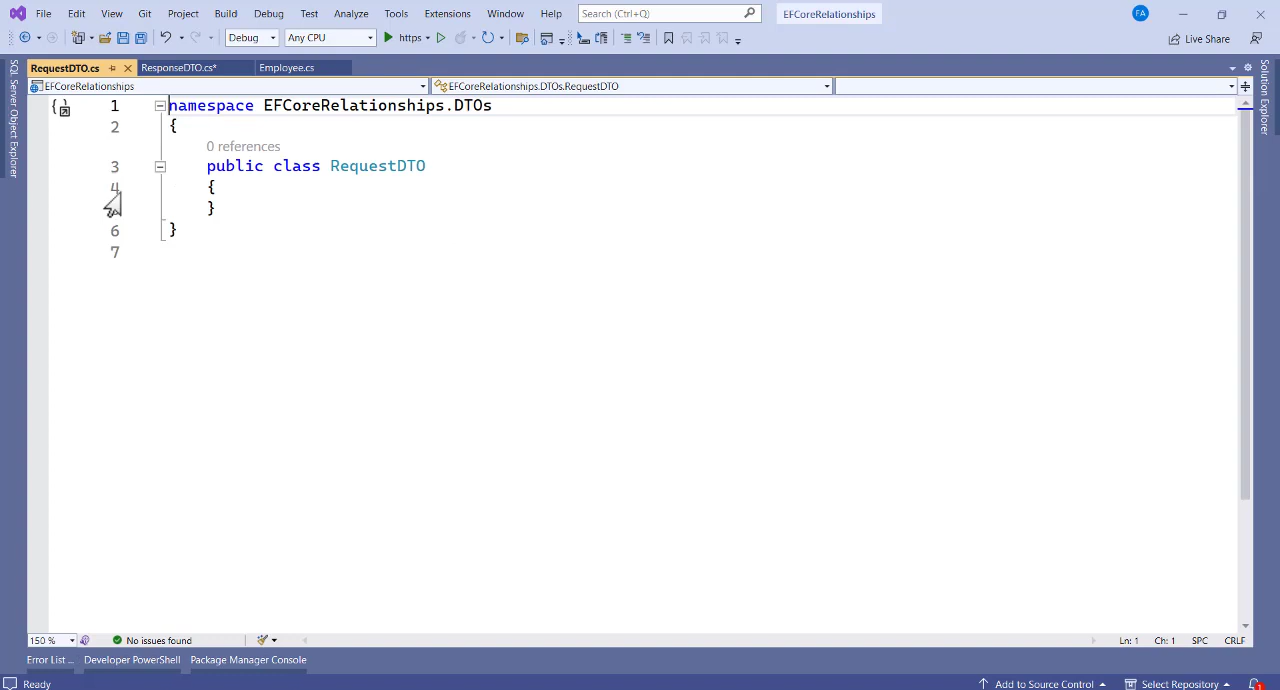 File Edit View Git Project Build Debug Test Analyze Tools Extensions Window Help Search (Ctrl+Q) EFCoreRelationships FA
Debug Any CPU https Live Share
RequestDTO.cs ResponseDTO.cs* Employee.cs
EFCoreRelationships EFCoreRelationships.DTOs.RequestDTO
SQL Server Object Explorer
Solution Explorer
1 namespace EFCoreRelationships.DTOs
2 {
0 references
3 public class RequestDTO
4 {
}
6 }
7
150 % No issues found Ln: 1 Ch: 1 SPC CRLF
Error List ... Developer PowerShell Package Manager Console
Ready Add to Source Control Select Repository 1